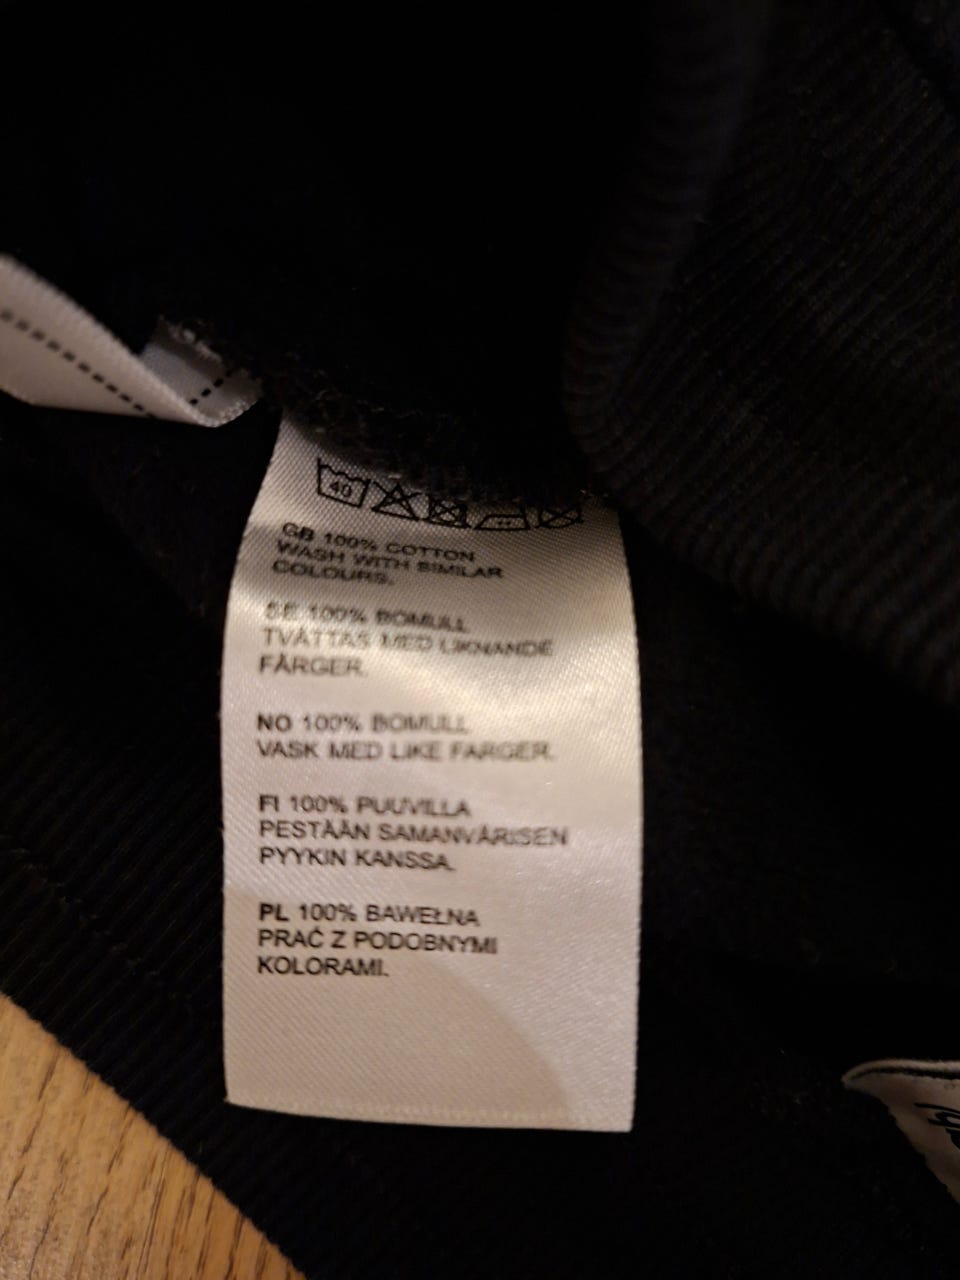 40
GB 100% COTTON
WASH WITH SIMILAR
COLOURS.
SE 100% BOMULL
TVÄTTAS MED LIKNANDE
FÄRGER.
NO 100% BOMULL
VASK MED LIKE FARGER.
FI 100% PUUVILLA
PESTÄÄN SAMANVÄRISEN
PYYKIN KANSSA.
PL 100% BAWEŁNA
PRAĆ Z PODOBNYMI
KOLORAMI.